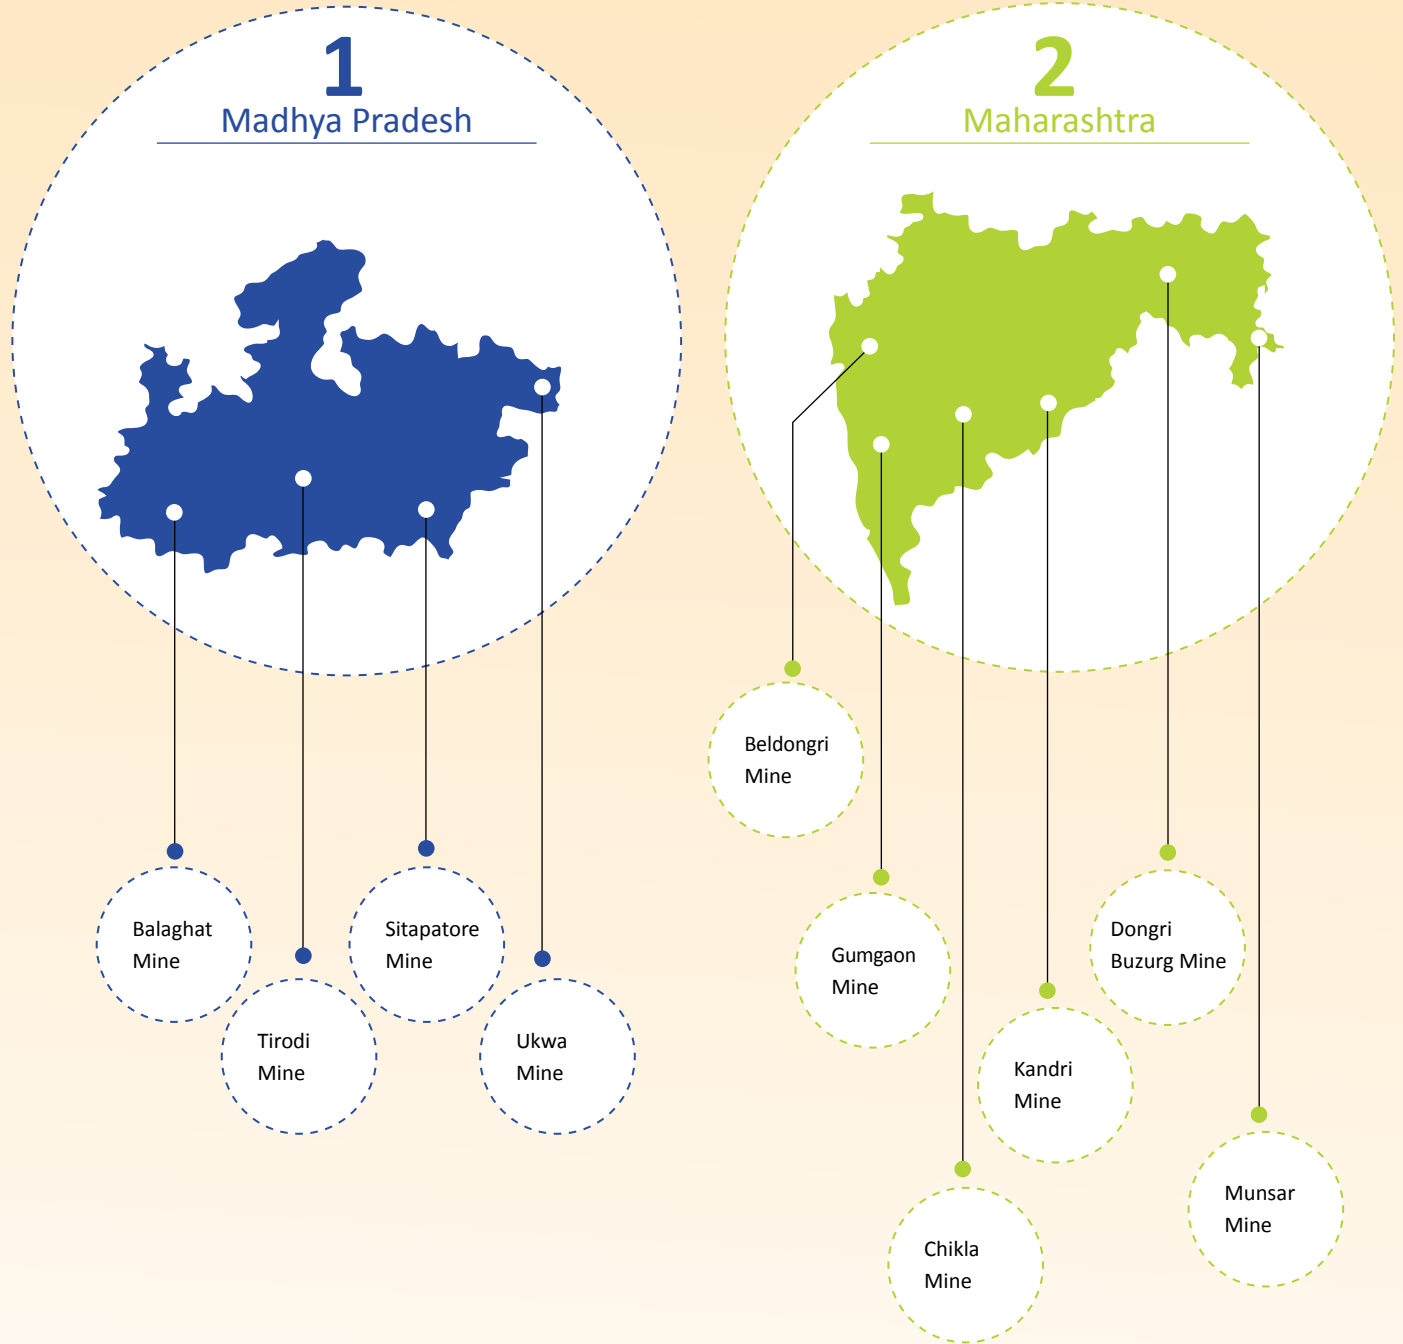 1
Madhya Pradesh
Balaghat
Mine
Tirodi
Mine
Sitapatore
Mine
Ukwa
Mine
2
Maharashtra
Beldongri
Mine
Gumgaon
Mine
Chikla
Mine
Kandri
Mine
Dongri
Buzurg Mine
Munsar
Mine